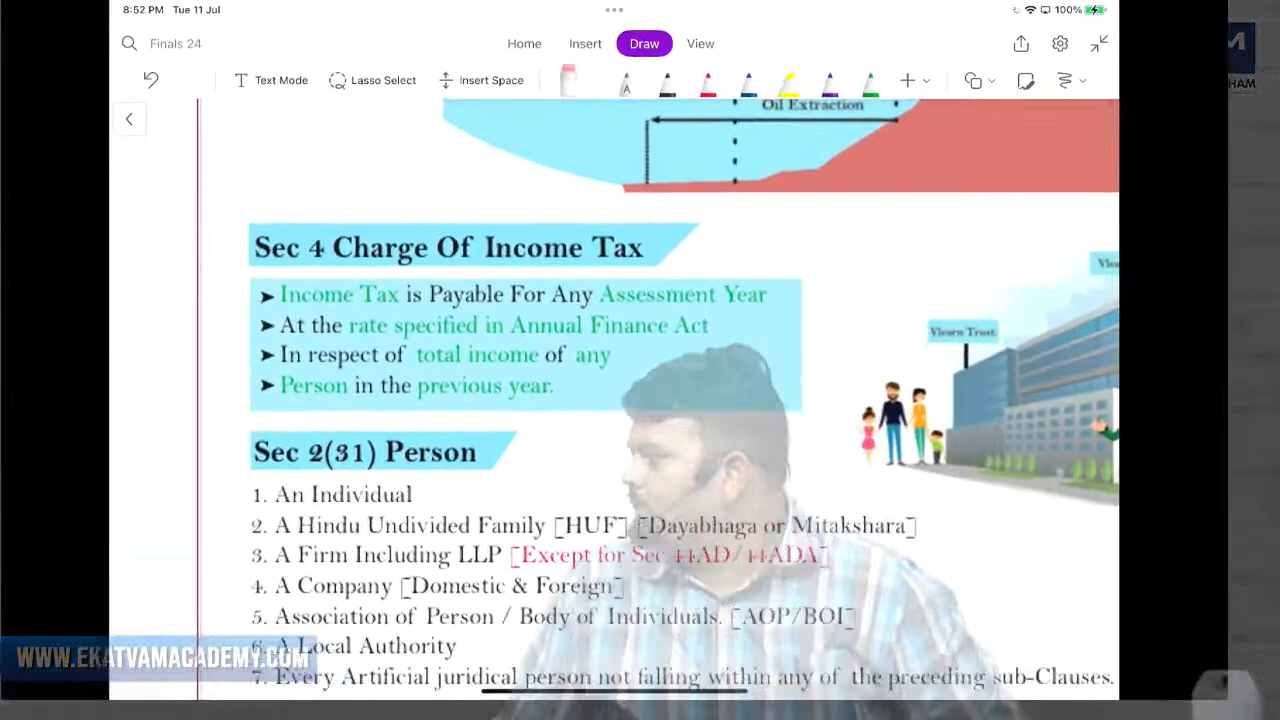 8:52 PM Tue 11 Jul
100%
Finals 24
Home Insert Draw View
Text Mode Lasso Select Insert Space
Oil Extraction
Sec 4 Charge Of Income Tax
➤ Income Tax is Payable For Any Assessment Year
➤ At the rate specified in Annual Finance Act
➤ In respect of total income of any
➤ Person in the previous year.
Vlearn Trust.
Sec 2(31) Person
1. An Individual
2. A Hindu Undivided Family [HUF] [Dayabhaga or Mitakshara]
3. A Firm Including LLP [Except for Sec 44AD/44ADA]
4. A Company [Domestic & Foreign]
5. Association of Person / Body of Individuals. [AOP/BOI]
6. A Local Authority
WWW.EKATVAMACADEMY.COM
7. Every Artificial juridical person not falling within any of the preceding sub-Clauses.